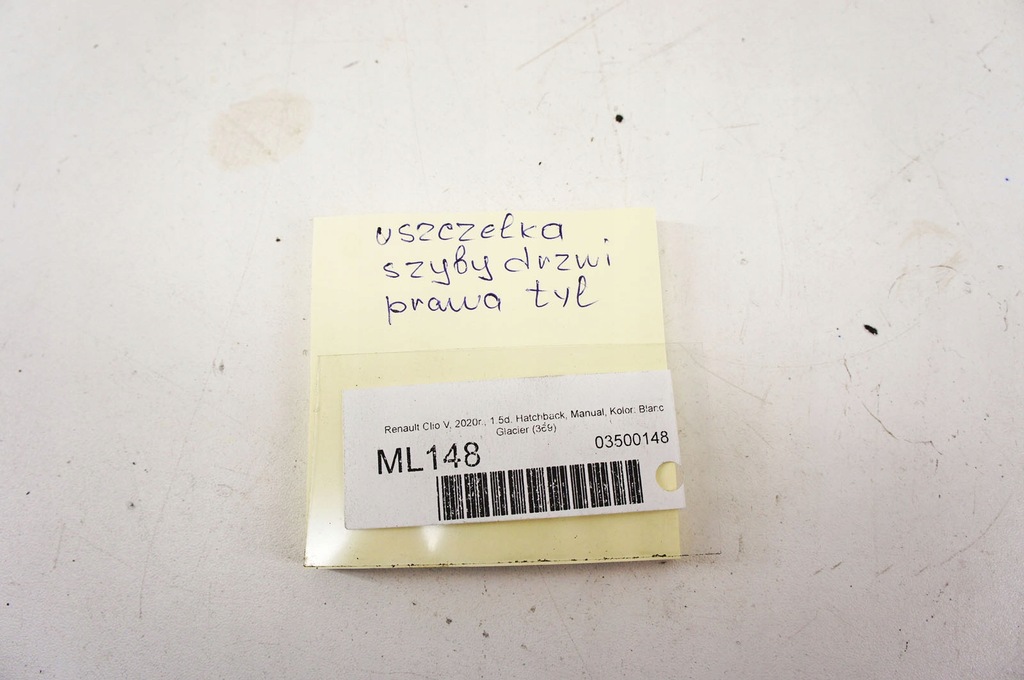 uszczelka
szyby drzwi
prawa tył
Renault Clio V, 2020r., 1.5d, Hatchback, Manual, Kolor: Blanc
Glacier (369)
03500148
ML148